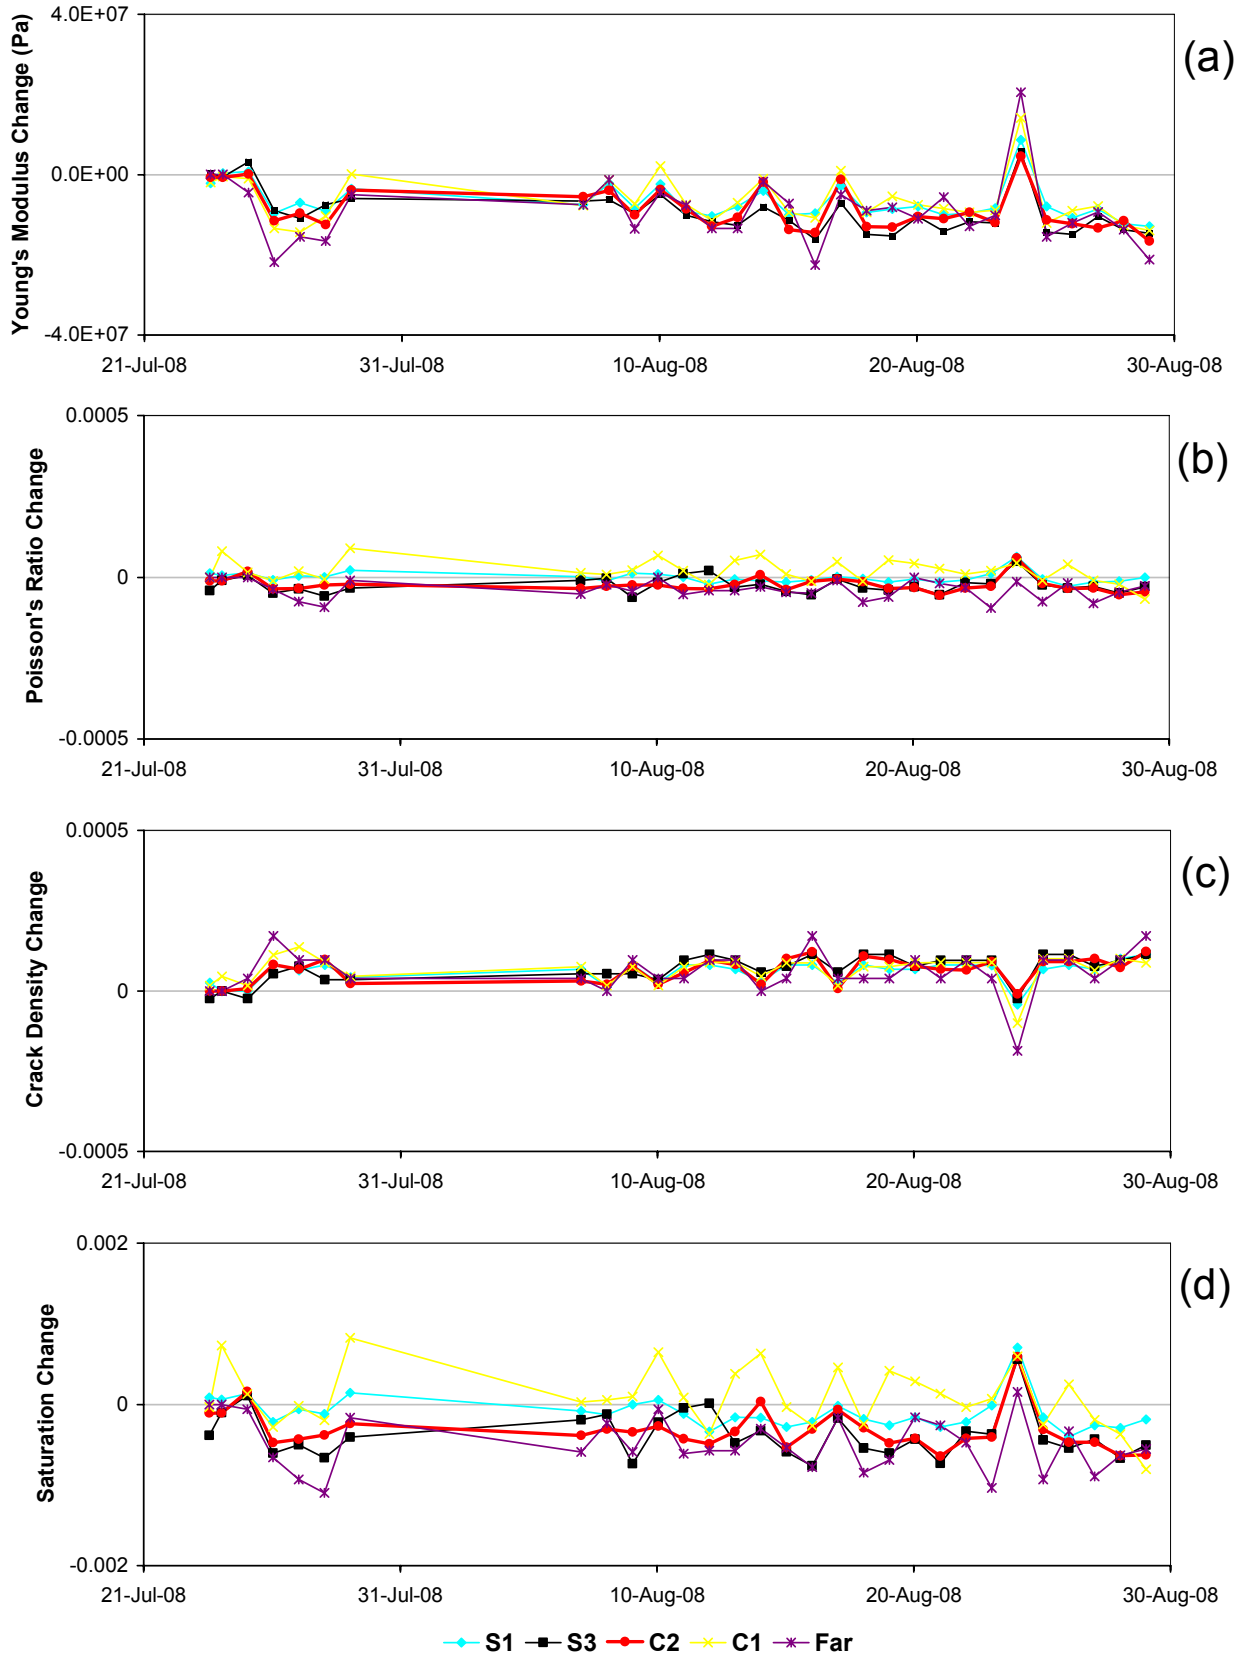 Young's Modulus Change (Pa)
4.0E+07
0.0E+00
-4.0E+07
(a)
21-Jul-08 31-Jul-08 10-Aug-08 20-Aug-08 30-Aug-08
Poisson's Ratio Change
0.0005
0
-0.0005
(b)
21-Jul-08 31-Jul-08 10-Aug-08 20-Aug-08 30-Aug-08
Crack Density Change
0.0005
0
-0.0005
(c)
21-Jul-08 31-Jul-08 10-Aug-08 20-Aug-08 30-Aug-08
Saturation Change
0.002
0
-0.002
(d)
21-Jul-08 31-Jul-08 10-Aug-08 20-Aug-08 30-Aug-08
S1 S3 C2 C1 Far